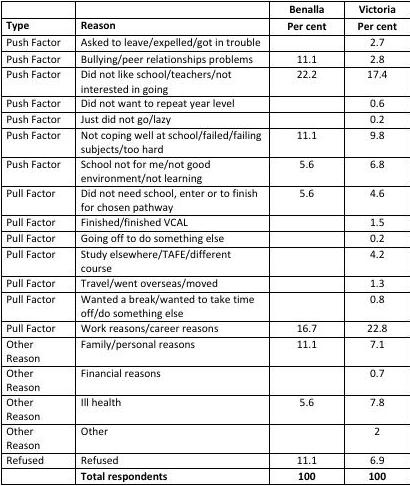 Benalla Victoria
Type Reason Per cent Per cent
Push Factor Asked to leave/expelled/got in trouble 2.7
Push Factor Bullying/peer relationships problems 11.1 2.8
Push Factor Did not like school/teachers/not 22.2 17.4
interested in going
Push Factor Did not want to repeat year level 0.6
Push Factor Just did not go/lazy 0.2
Push Factor Not coping well at school/failed/failing 11.1 9.8
subjects/too hard
Push Factor School not for me/not good 5.6 6.8
environment/not learning
Pull Factor Did not need school, enter or to finish 5.6 4.6
for chosen pathway
Pull Factor Finished/finished VCAL 1.5
Pull Factor Going off to do something else 0.2
Pull Factor Study elsewhere/TAFE/different 4.2
course
Pull Factor Travel/went overseas/moved 1.3
Pull Factor Wanted a break/wanted to take time 0.8
off/do something else
Pull Factor Work reasons/career reasons 16.7 22.8
Other Family/personal reasons 11.1 7.1
Reason
Other Financial reasons 0.7
Reason
Other Ill health 5.6 7.8
Reason
Other Other 2
Reason
Refused Refused 11.1 6.9
Total respondents 100 100